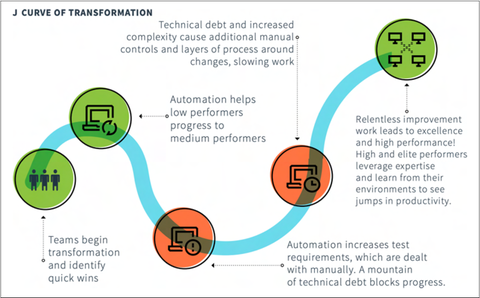 J CURVE OF TRANSFORMATION
Technical debt and increased
complexity cause additional manual
controls and layers of process around
changes, slowing work
Automation helps
low performers
progress to
medium performers
Relentless improvement
work leads to excellence
and high performance!
High and elite performers
leverage expertise
and learn from their
environments to see
jumps in productivity.
Teams begin
transformation
and identify
quick wins
Automation increases test
requirements, which are dealt
with manually. A mountain
of technical debt blocks progress.